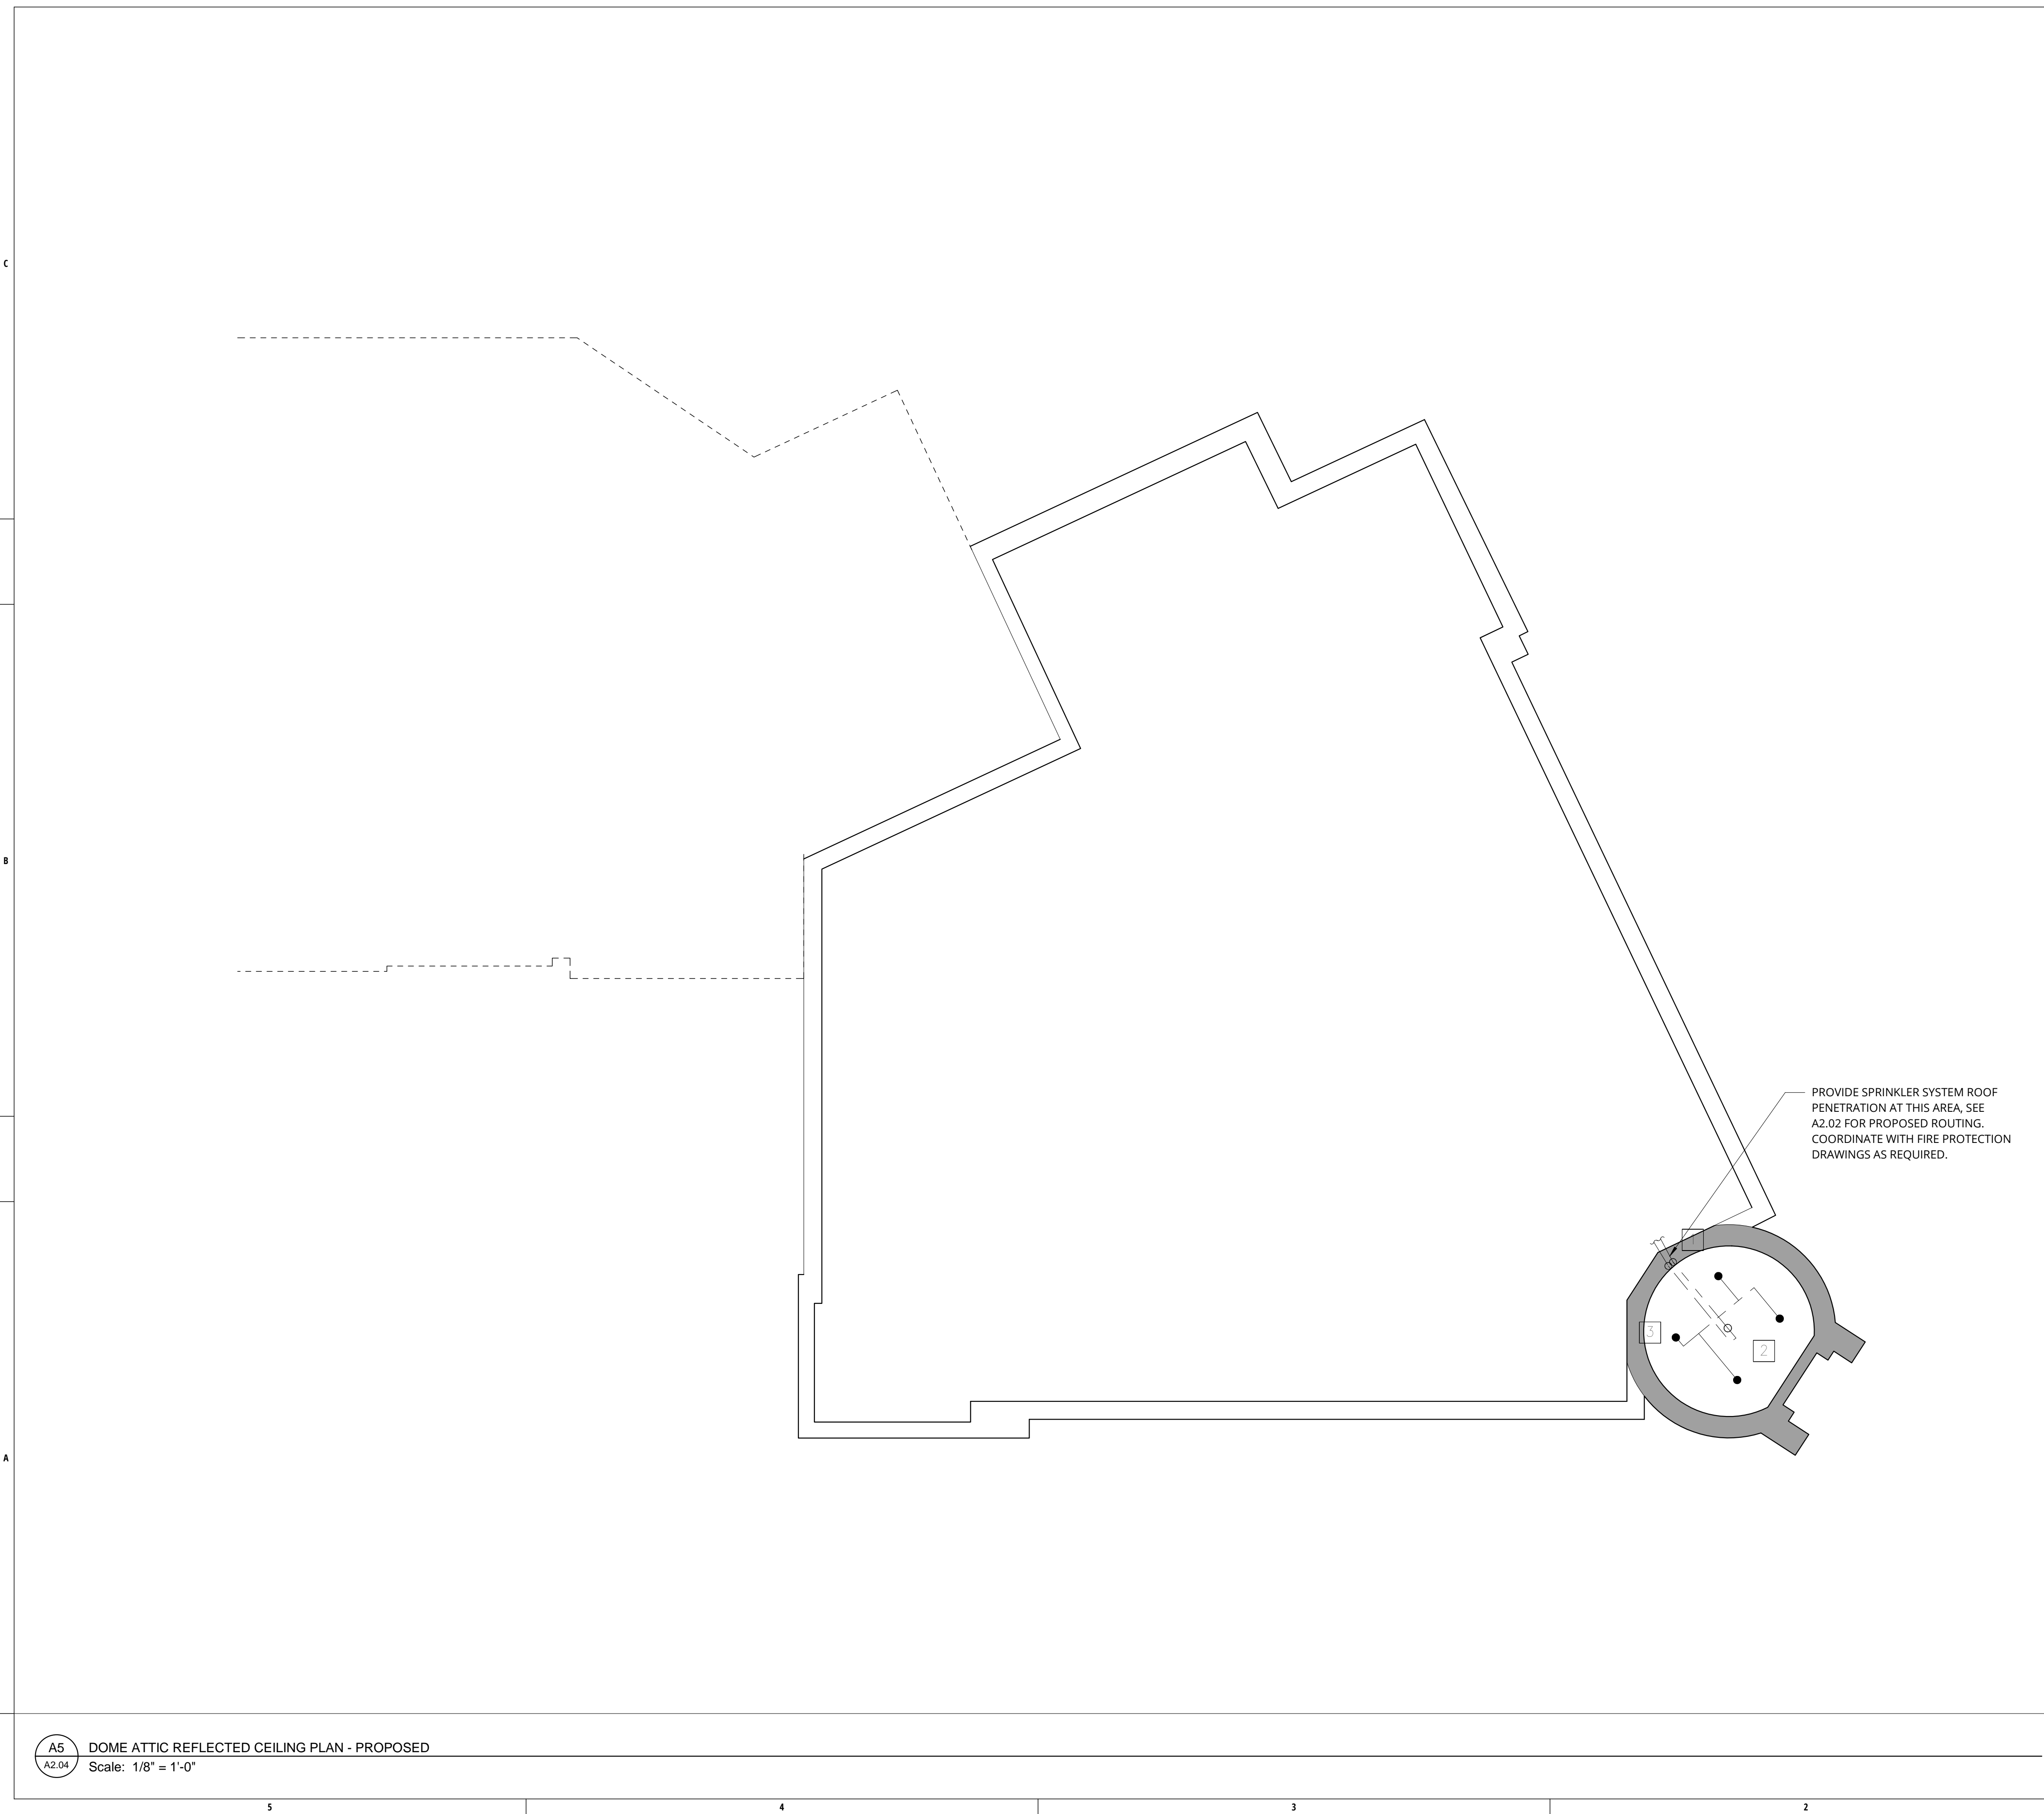 C
B
A
PROVIDE SPRINKLER SYSTEM ROOF
PENETRATION AT THIS AREA, SEE
A2.02 FOR PROPOSED ROUTING.
COORDINATE WITH FIRE PROTECTION
DRAWINGS AS REQUIRED.
1
3
2
A5
A2.04
DOME ATTIC REFLECTED CEILING PLAN - PROPOSED
Scale: 1/8" = 1'-0"
5
4
3
2